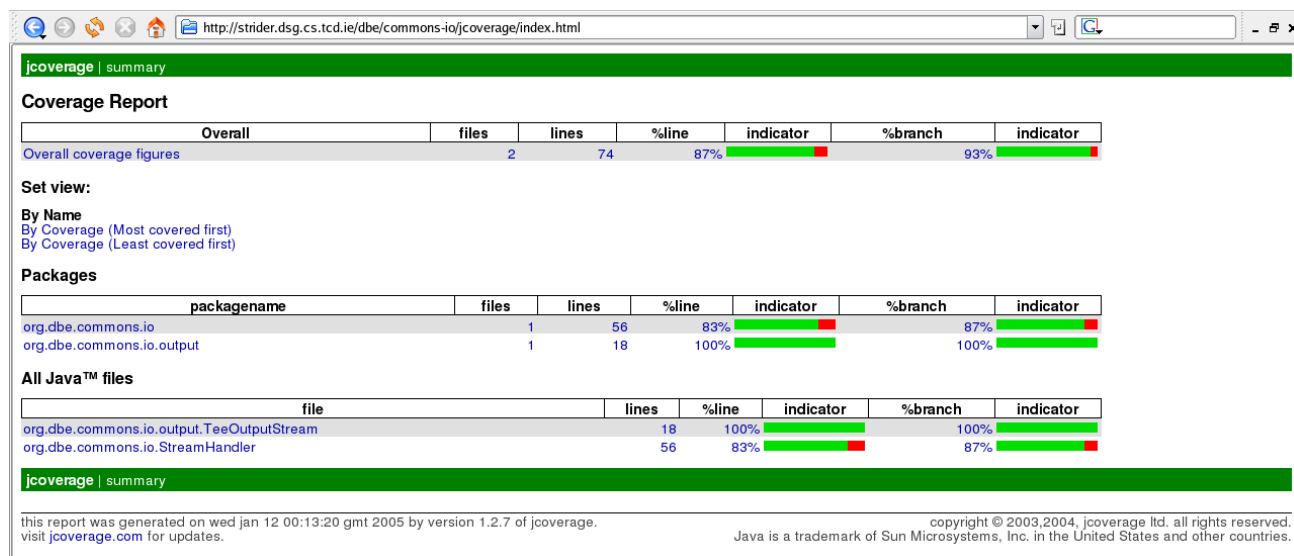 http://strider.dsg.cs.tcd.ie/dbe/commons-io/jcoverage/index.html
jcoverage | summary
Coverage Report
Overall files lines %line indicator %branch indicator
Overall coverage figures 2 74 87% 93%
Set view:
By Name
By Coverage (Most covered first)
By Coverage (Least covered first)
Packages
packagename files lines %line indicator %branch indicator
org.dbe.commons.io 1 56 83% 87%
org.dbe.commons.io.output 1 18 100% 100%
All Java™ files
file lines %line indicator %branch indicator
org.dbe.commons.io.output.TeeOutputStream 18 100% 100%
org.dbe.commons.io.StreamHandler 56 83% 87%
jcoverage | summary
this report was generated on wed jan 12 00:13:20 gmt 2005 by version 1.2.7 of jcoverage. copyright © 2003,2004, jcoverage ltd. all rights reserved.
visit jcoverage.com for updates. Java is a trademark of Sun Microsystems, Inc. in the United States and other countries.